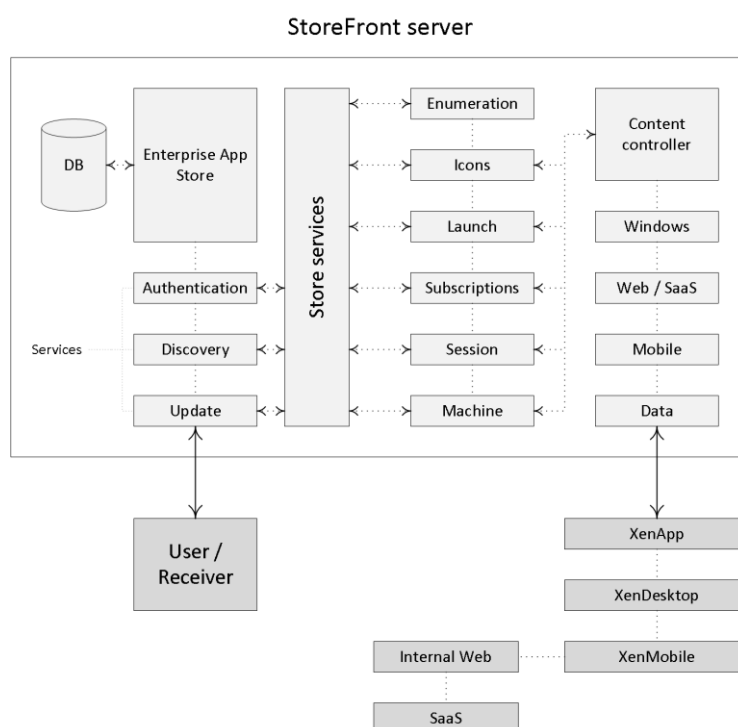 StoreFront server
DB
Enterprise App
Store
Authentication
Services
Discovery
Update
Store services
Enumeration
Icons
Launch
Subscriptions
Session
Machine
Content
controller
Windows
Web / SaaS
Mobile
Data
User /
Receiver
XenApp
XenDesktop
XenMobile
Internal Web
SaaS